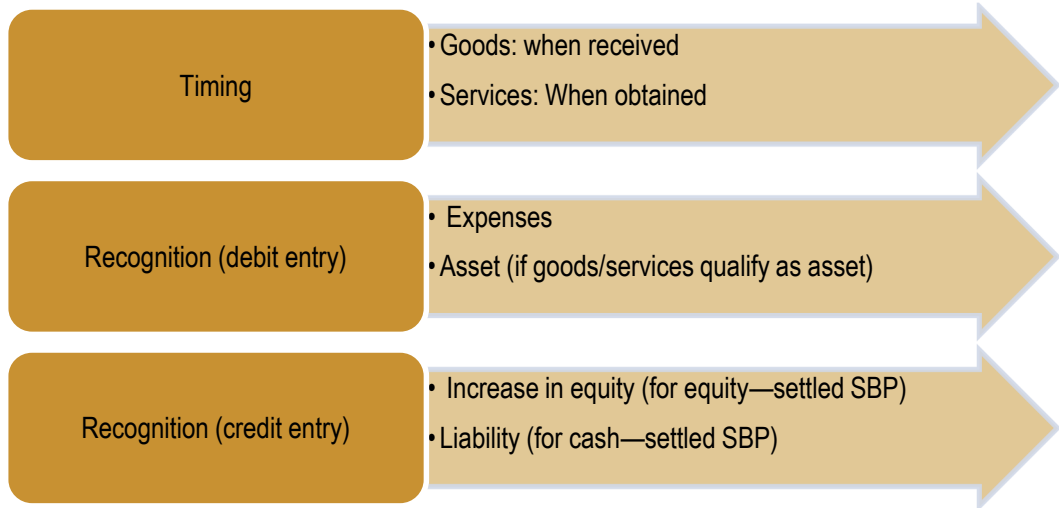 Timing
• Goods: when received
• Services: When obtained
Recognition (debit entry)
• Expenses
• Asset (if goods/services qualify as asset)
Recognition (credit entry)
• Increase in equity (for equity—settled SBP)
• Liability (for cash—settled SBP)